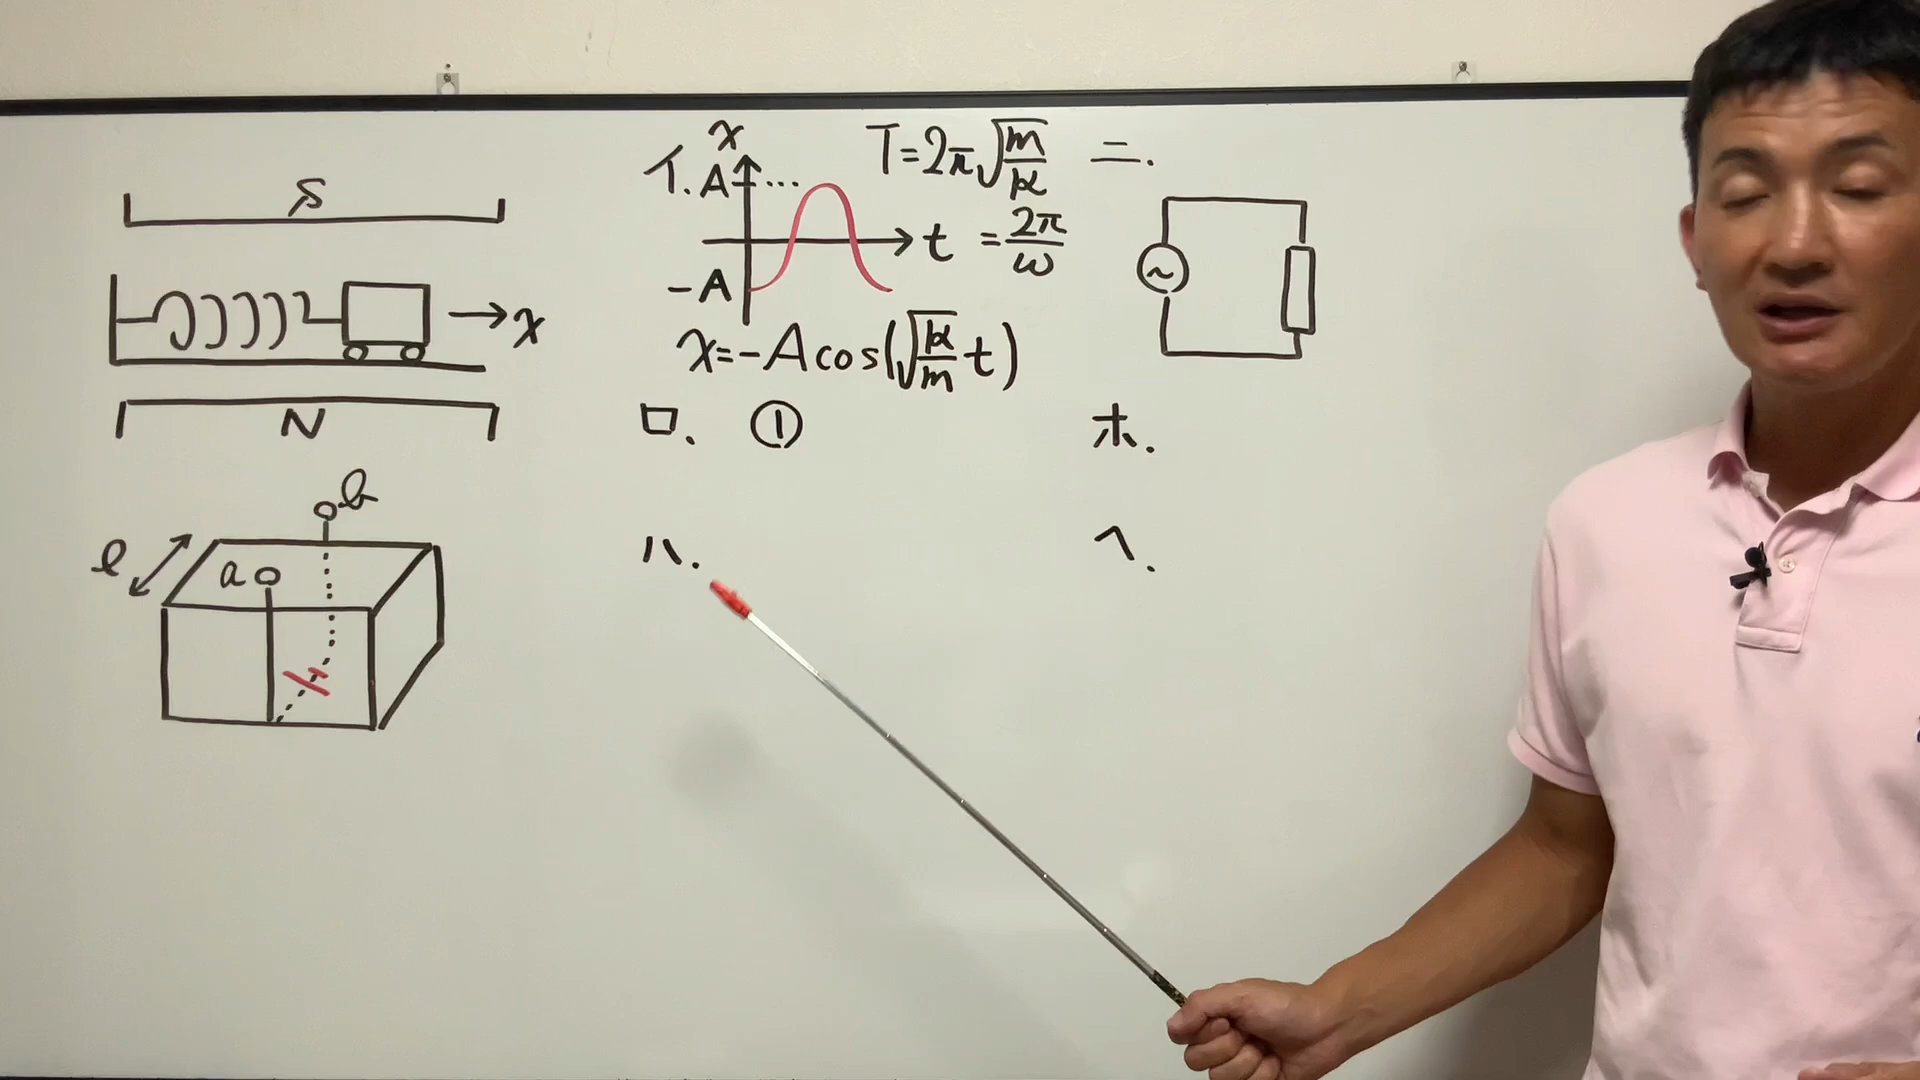 S
x
N
b
l
a
イ.
x
A
-A
t
T=2π√(m/k)
=2π/ω
x=-Acos(√(k/m) t)
ロ. ①
ハ.
ニ.
~
ホ.
ヘ.